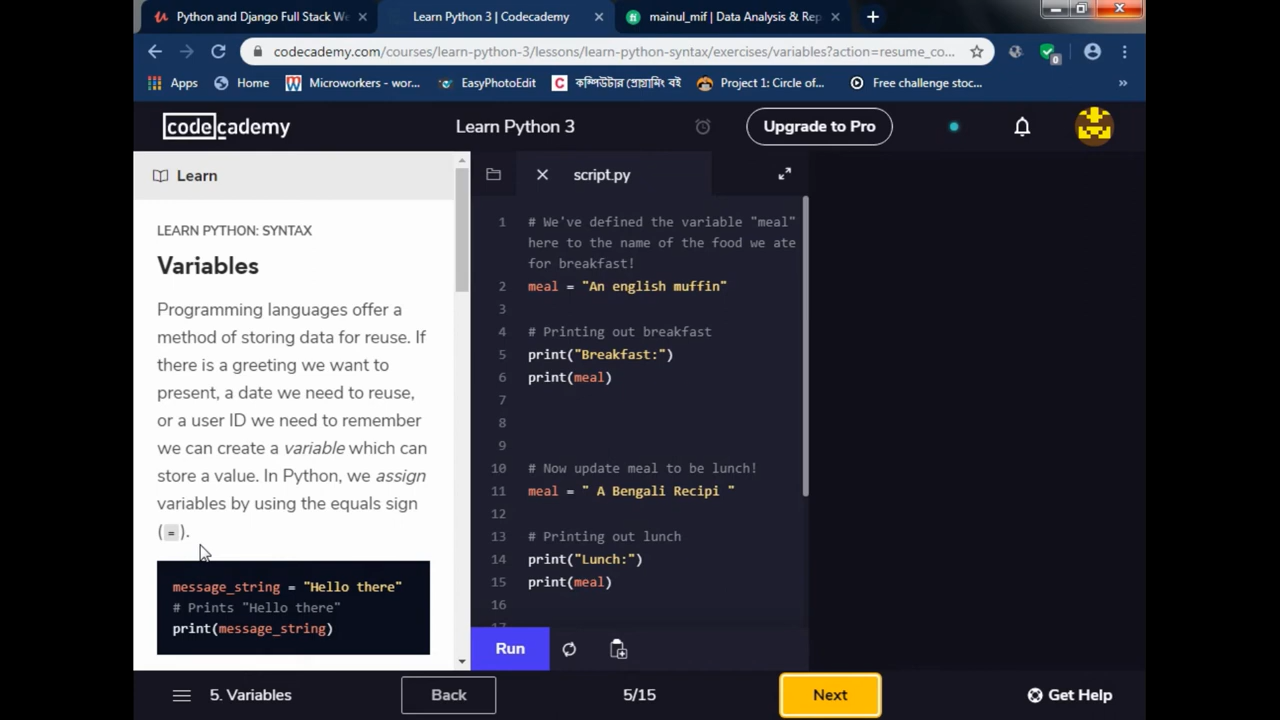 Python and Django Full Stack We
Learn Python 3 | Codecademy
mainul_mif | Data Analysis & Rep
codecademy.com/courses/learn-python-3/lessons/learn-python-syntax/exercises/variables?action=resume_co...
Apps
Home
Microworkers - wor...
EasyPhotoEdit
কম্পিউটার প্রোগ্রামিং বই
Project 1: Circle of...
Free challenge stoc...
»
codecademy
Learn Python 3
Upgrade to Pro
Learn
script.py
LEARN PYTHON: SYNTAX
Variables
Programming languages offer a
method of storing data for reuse. If
there is a greeting we want to
present, a date we need to reuse,
or a user ID we need to remember
we can create a variable which can
store a value. In Python, we assign
variables by using the equals sign
(=).
message_string = "Hello there"
# Prints "Hello there"
print(message_string)
1 # We've defined the variable "meal"
here to the name of the food we ate
for breakfast!
2 meal = "An english muffin"
3
4 # Printing out breakfast
5 print("Breakfast:")
6 print(meal)
7
8
9
10 # Now update meal to be lunch!
11 meal = " A Bengali Recipi "
12
13 # Printing out lunch
14 print("Lunch:")
15 print(meal)
16
Run
5. Variables
Back
5/15
Next
Get Help